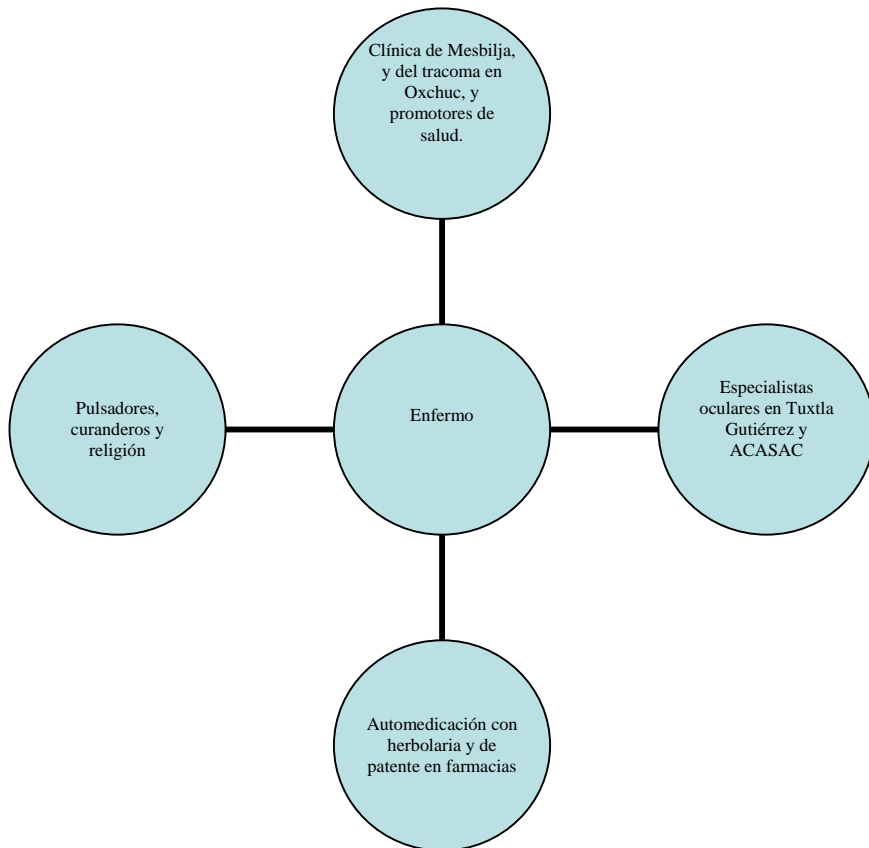 Clínica de Mesbilja,
y del tracoma en
Oxchuc, y
promotores de
salud.
Pulsadores,
curanderos y
religión
Enfermo
Especialistas
oculares en Tuxtla
Gutiérrez y
ACASAC
Automedicación con
herbolaria y de
patente en farmacias